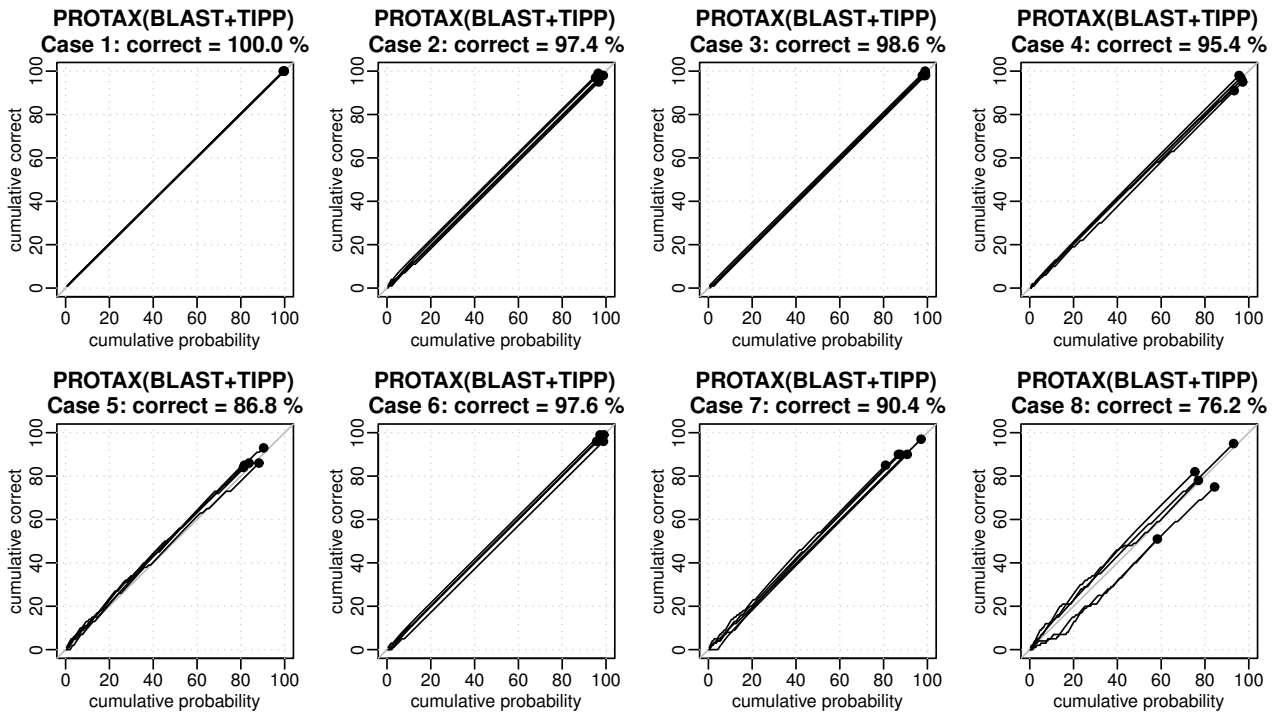 PROTAX(BLAST+TIPP)
Case 1: correct = 100.0 %
cumulative correct
100
80
60
40
20
0
0 20 40 60 80 100
cumulative probability
PROTAX(BLAST+TIPP)
Case 2: correct = 97.4 %
cumulative correct
100
80
60
40
20
0
0 20 40 60 80 100
cumulative probability
PROTAX(BLAST+TIPP)
Case 3: correct = 98.6 %
cumulative correct
100
80
60
40
20
0
0 20 40 60 80 100
cumulative probability
PROTAX(BLAST+TIPP)
Case 4: correct = 95.4 %
cumulative correct
100
80
60
40
20
0
0 20 40 60 80 100
cumulative probability
PROTAX(BLAST+TIPP)
Case 5: correct = 86.8 %
cumulative correct
100
80
60
40
20
0
0 20 40 60 80 100
cumulative probability
PROTAX(BLAST+TIPP)
Case 6: correct = 97.6 %
cumulative correct
100
80
60
40
20
0
0 20 40 60 80 100
cumulative probability
PROTAX(BLAST+TIPP)
Case 7: correct = 90.4 %
cumulative correct
100
80
60
40
20
0
0 20 40 60 80 100
cumulative probability
PROTAX(BLAST+TIPP)
Case 8: correct = 76.2 %
cumulative correct
100
80
60
40
20
0
0 20 40 60 80 100
cumulative probability